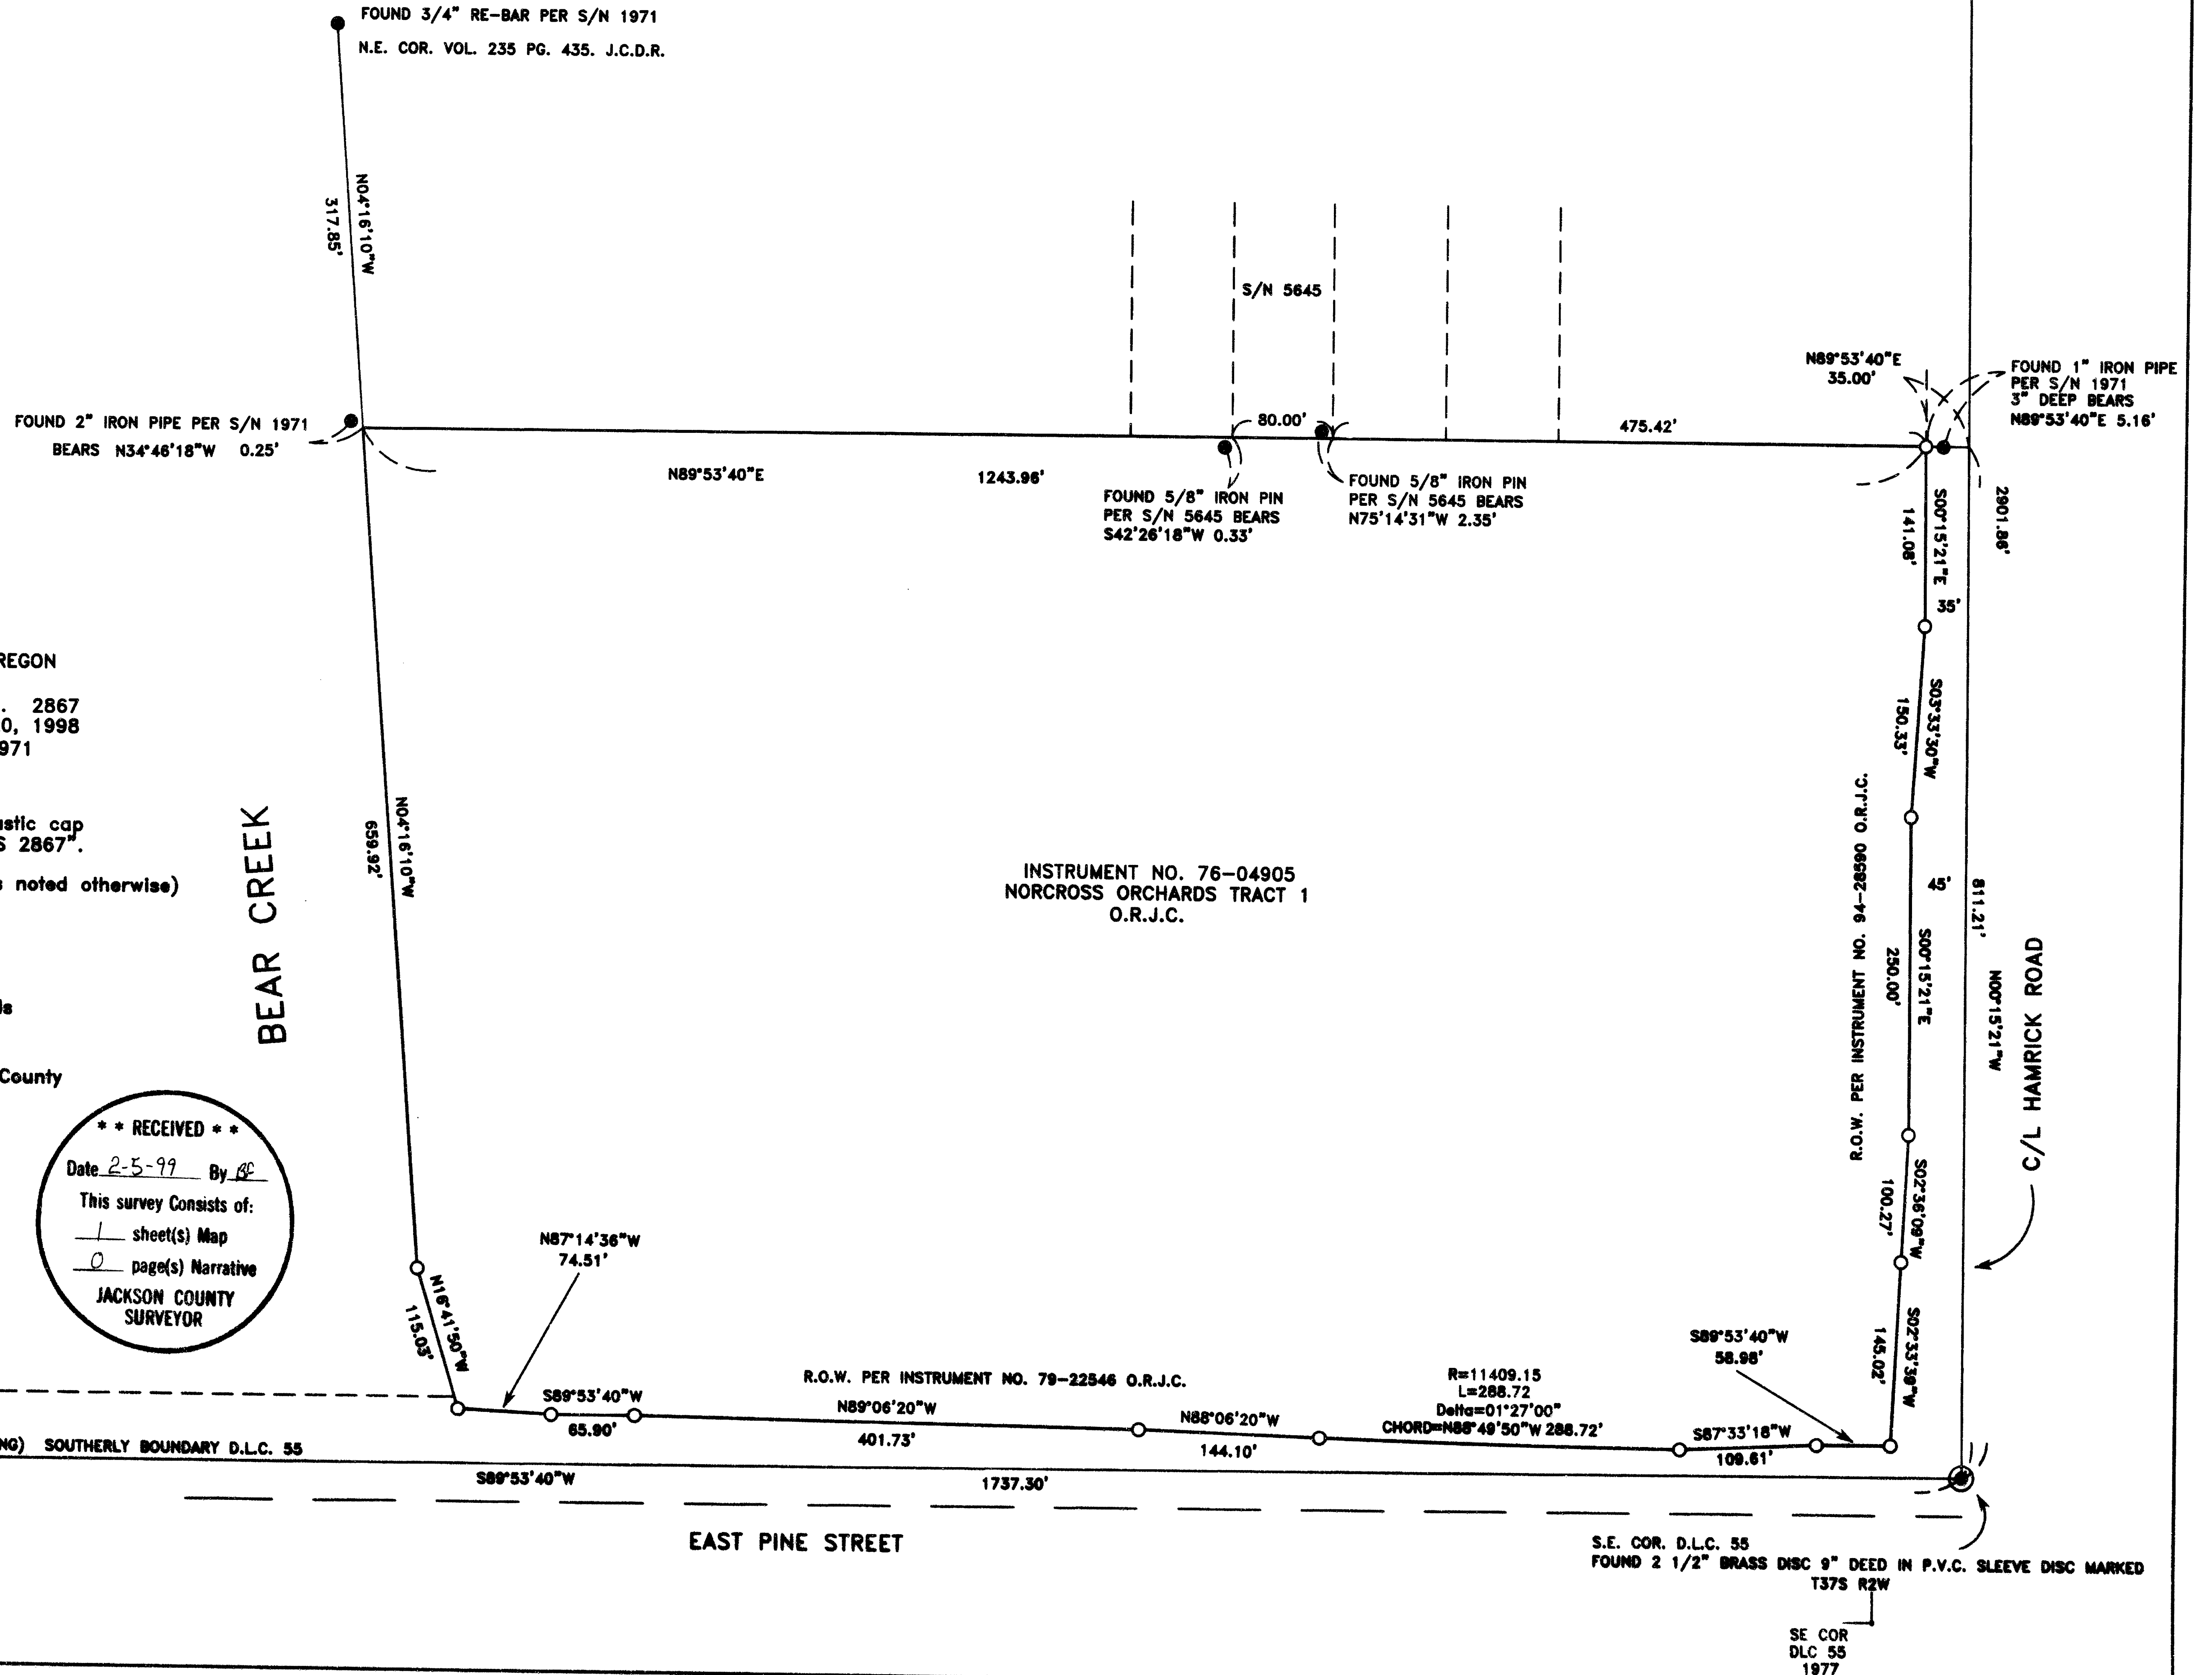 FOUND 3/4" RE-BAR PER S/N 1971
N.E. COR. VOL. 235 PG. 435. J.C.D.R.
N04°16'10"W
317.85'
S/N 5645
FOUND 2" IRON PIPE PER S/N 1971
BEARS N34°46'18"W 0.25'
N89°53'40"E
1243.96'
80.00'
475.42'
FOUND 5/8" IRON PIN
PER S/N 5645 BEARS
S42°26'18"W 0.33'
FOUND 5/8" IRON PIN
PER S/N 5645 BEARS
N75°14'31"W 2.35'
N89°53'40"E
35.00'
FOUND 1" IRON PIPE
PER S/N 1971
3" DEEP BEARS
N89°53'40"E 5.16'
2901.86'
S00°15'21"E
141.08'
35'
S03°33'30"W
150.33'
R.O.W. PER INSTRUMENT NO. 94-28590 O.R.J.C.
45'
811.21'
S00°15'21"E
250.00'
N00°15'21"W
C/L HAMRICK ROAD
S02°36'09"W
100.27'
S02°33'39"W
145.02'
REGON
. 2867
0, 1998
971
astic cap
S 2867".
s noted otherwise)
ds
County
BEAR CREEK
N04°16'10"W
659.92'
INSTRUMENT NO. 76-04905
NORCROSS ORCHARDS TRACT 1
O.R.J.C.
* * RECEIVED * *
Date 2-5-99 By BC
This survey Consists of:
1 sheet(s) Map
0 page(s) Narrative
JACKSON COUNTY
SURVEYOR
N16°41'50"W
115.03'
N87°14'36"W
74.51'
S89°53'40"W
65.90'
R.O.W. PER INSTRUMENT NO. 79-22546 O.R.J.C.
N89°06'20"W
401.73'
N88°06'20"W
144.10'
R=11409.15
L=288.72
Delta=01°27'00"
CHORD=N88°49'50"W 288.72'
S87°33'18"W
109.61'
S89°53'40"W
58.98'
NG) SOUTHERLY BOUNDARY D.L.C. 55
S89°53'40"W
1737.30'
EAST PINE STREET
S.E. COR. D.L.C. 55
FOUND 2 1/2" BRASS DISC 9" DEED IN P.V.C. SLEEVE DISC MARKED
T37S R2W
SE COR
DLC 55
1977